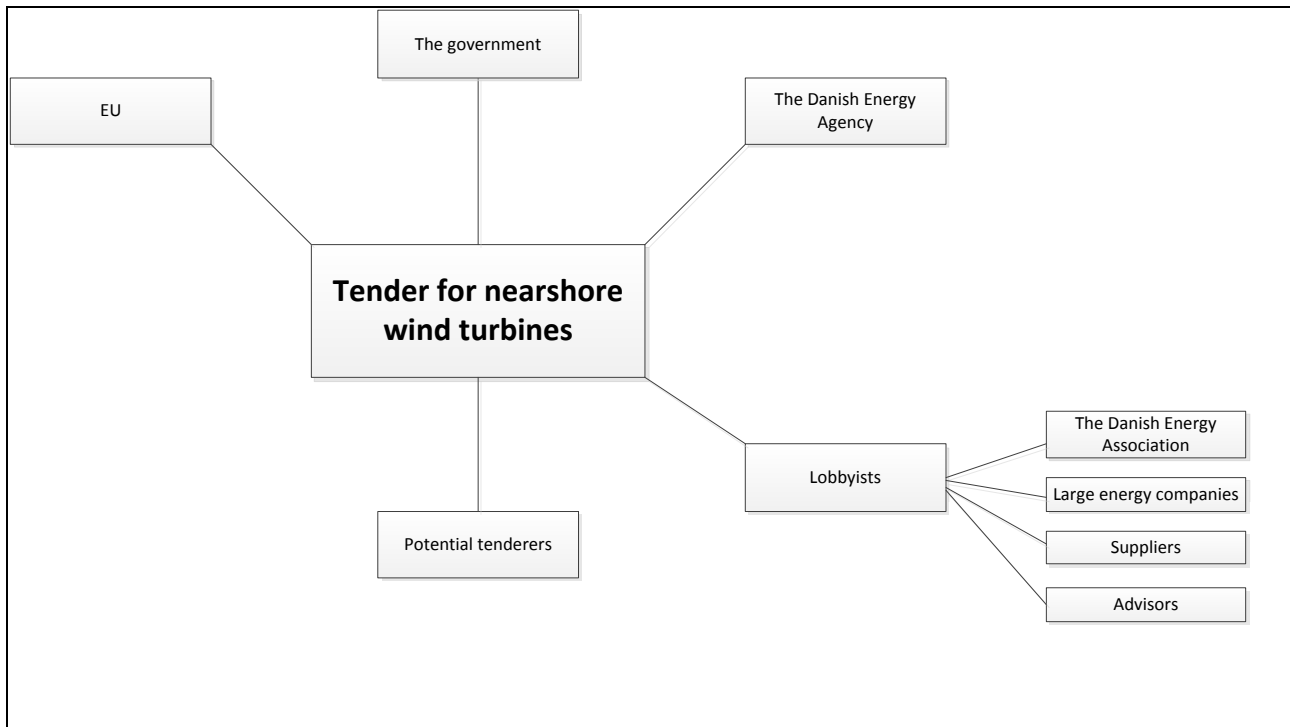 The government
EU
The Danish Energy
Agency
Tender for nearshore
wind turbines
The Danish Energy
Association
Lobbyists
Large energy companies
Potential tenderers
Suppliers
Advisors